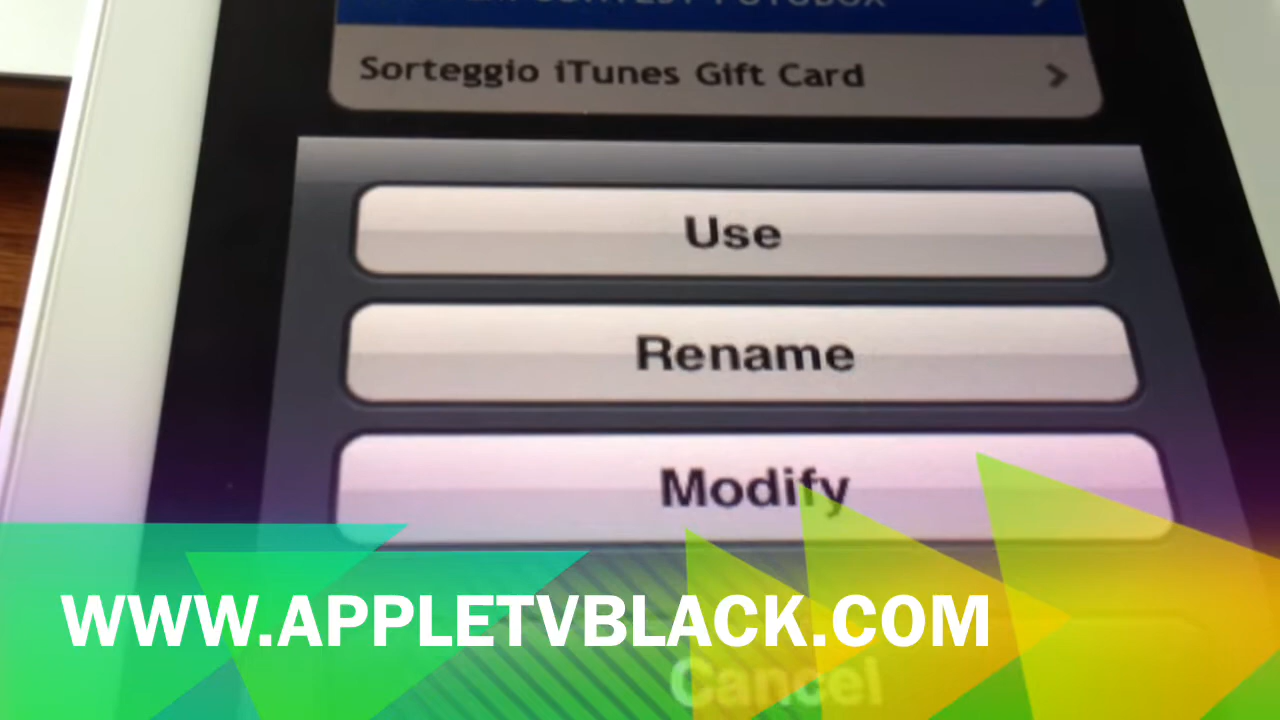 Sorteggio iTunes Gift Card
Use
Rename
Modify
WWW.APPLETVBLACK.COM
Cancel